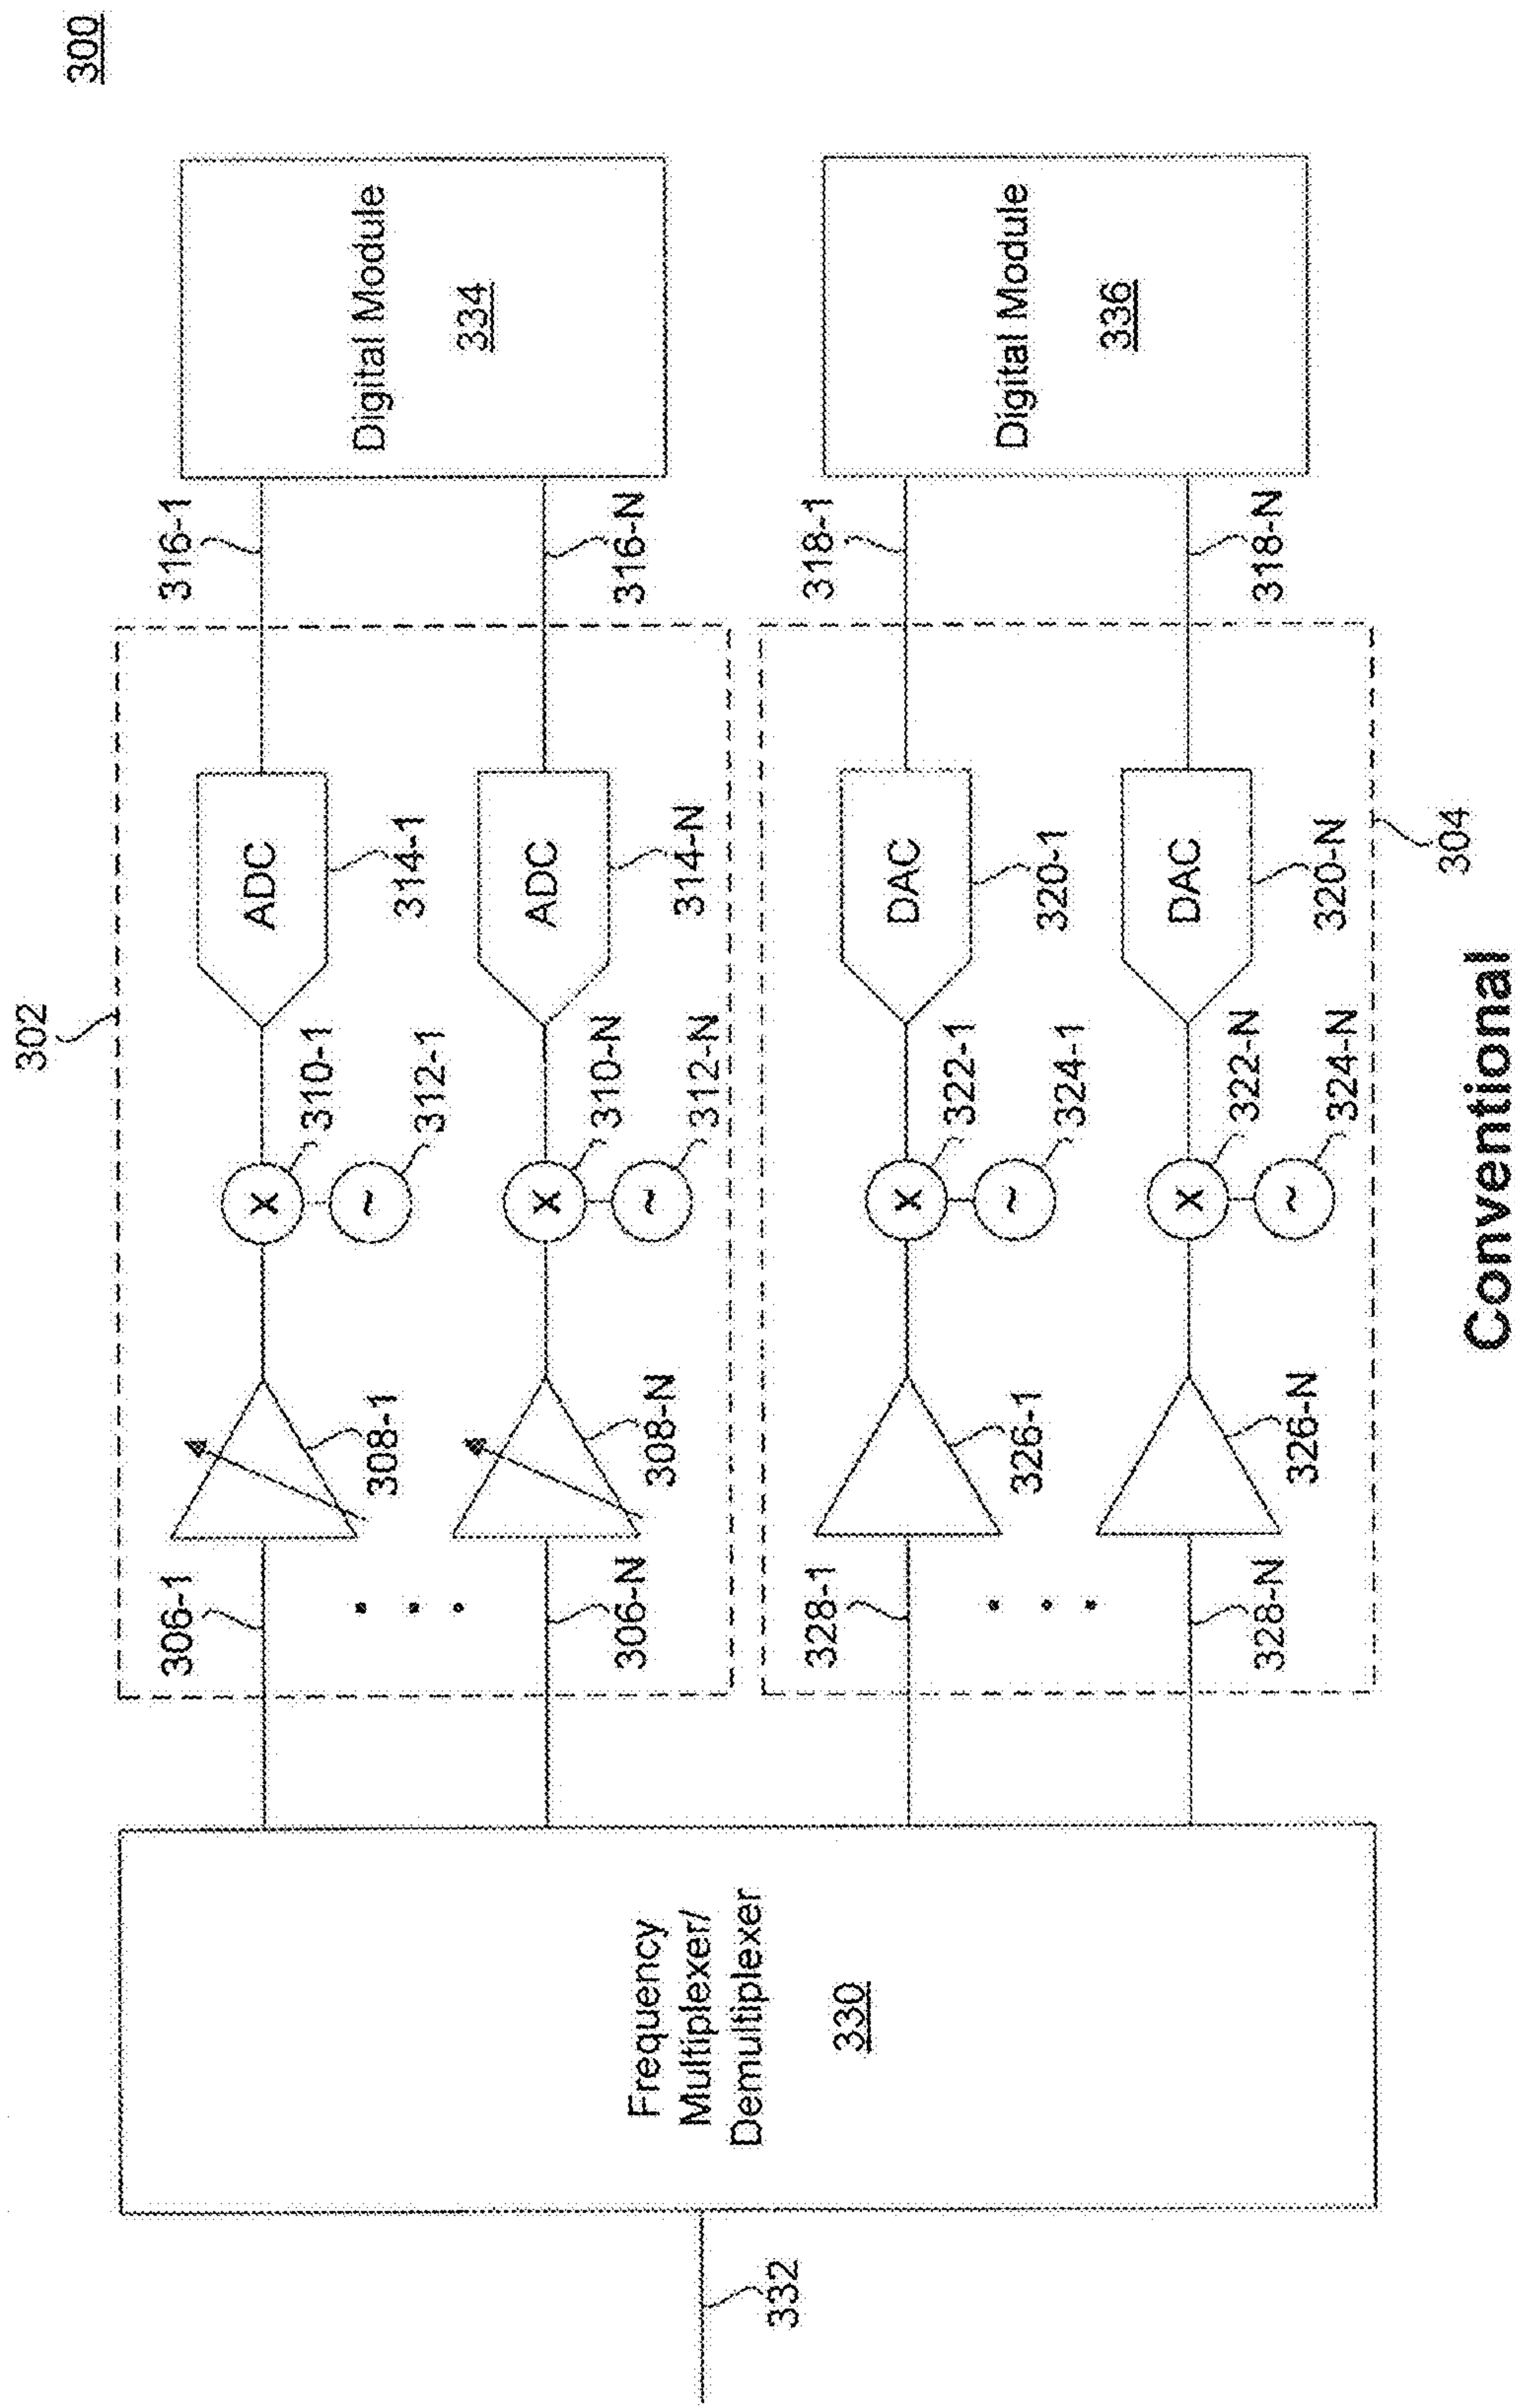 300
302
306-1
308-1
310-1
312-1
ADC
314-1
316-1
Digital Module
334
306-N
308-N
310-N
312-N
ADC
314-N
316-N
Frequency
Multiplexer/
Demultiplexer
330
332
328-1
326-1
322-1
324-1
DAC
320-1
318-1
Digital Module
336
328-N
326-N
322-N
324-N
DAC
320-N
318-N
304
Conventional
X
~
X
~
X
~
X
~